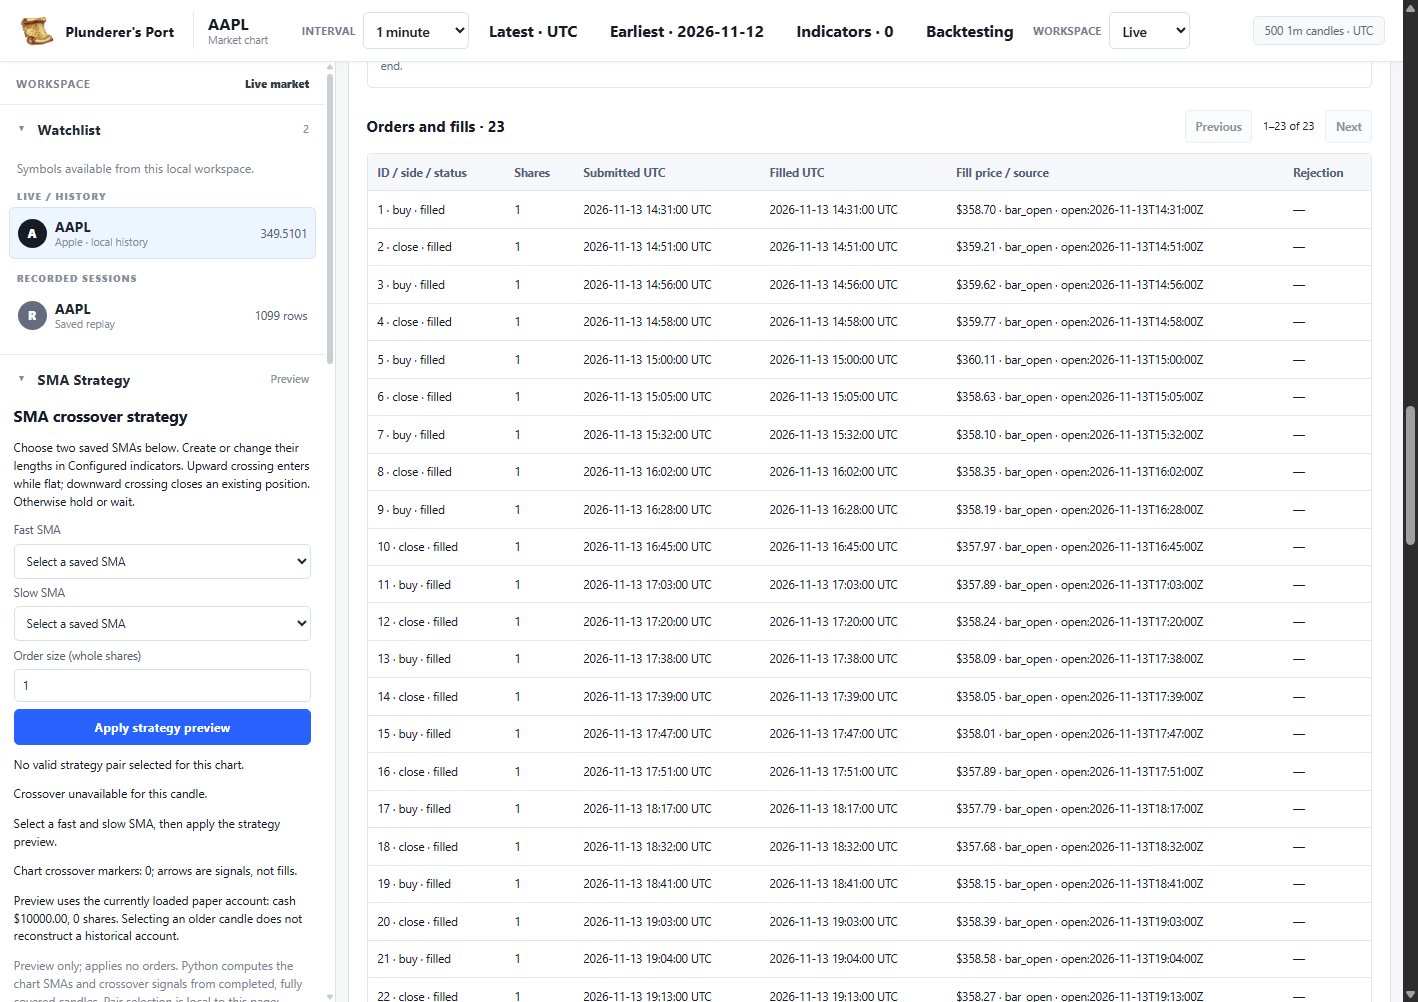 Plunderer's Port
AAPL
Market chart
INTERVAL
1 minute
Latest · UTC
Earliest · 2026-11-12
Indicators · 0
Backtesting
WORKSPACE
Live
500 1m candles · UTC
WORKSPACE
Live market
Watchlist
2
Symbols available from this local workspace.
LIVE / HISTORY
A
AAPL
Apple · local history
349.5101
RECORDED SESSIONS
R
AAPL
Saved replay
1099 rows
SMA Strategy
Preview
SMA crossover strategy
Choose two saved SMAs below. Create or change their
lengths in Configured indicators. Upward crossing enters
while flat; downward crossing closes an existing position.
Otherwise hold or wait.
Fast SMA
Select a saved SMA
Slow SMA
Select a saved SMA
Order size (whole shares)
1
Apply strategy preview
No valid strategy pair selected for this chart.
Crossover unavailable for this candle.
Select a fast and slow SMA, then apply the strategy
preview.
Chart crossover markers: 0; arrows are signals, not fills.
Preview uses the currently loaded paper account: cash
$10000.00, 0 shares. Selecting an older candle does not
reconstruct a historical account.
Preview only; applies no orders. Python computes the
chart SMAs and crossover signals from completed, fully
covered candles. Pair selection is local to this page;
end.
Orders and fills · 23
Previous
1–23 of 23
Next
ID / side / status Shares Submitted UTC Filled UTC Fill price / source Rejection
1 · buy · filled 1 2026-11-13 14:31:00 UTC 2026-11-13 14:31:00 UTC $358.70 · bar_open · open:2026-11-13T14:31:00Z —
2 · close · filled 1 2026-11-13 14:51:00 UTC 2026-11-13 14:51:00 UTC $359.21 · bar_open · open:2026-11-13T14:51:00Z —
3 · buy · filled 1 2026-11-13 14:56:00 UTC 2026-11-13 14:56:00 UTC $359.62 · bar_open · open:2026-11-13T14:56:00Z —
4 · close · filled 1 2026-11-13 14:58:00 UTC 2026-11-13 14:58:00 UTC $359.77 · bar_open · open:2026-11-13T14:58:00Z —
5 · buy · filled 1 2026-11-13 15:00:00 UTC 2026-11-13 15:00:00 UTC $360.11 · bar_open · open:2026-11-13T15:00:00Z —
6 · close · filled 1 2026-11-13 15:05:00 UTC 2026-11-13 15:05:00 UTC $358.63 · bar_open · open:2026-11-13T15:05:00Z —
7 · buy · filled 1 2026-11-13 15:32:00 UTC 2026-11-13 15:32:00 UTC $358.10 · bar_open · open:2026-11-13T15:32:00Z —
8 · close · filled 1 2026-11-13 16:02:00 UTC 2026-11-13 16:02:00 UTC $358.35 · bar_open · open:2026-11-13T16:02:00Z —
9 · buy · filled 1 2026-11-13 16:28:00 UTC 2026-11-13 16:28:00 UTC $358.19 · bar_open · open:2026-11-13T16:28:00Z —
10 · close · filled 1 2026-11-13 16:45:00 UTC 2026-11-13 16:45:00 UTC $357.97 · bar_open · open:2026-11-13T16:45:00Z —
11 · buy · filled 1 2026-11-13 17:03:00 UTC 2026-11-13 17:03:00 UTC $357.89 · bar_open · open:2026-11-13T17:03:00Z —
12 · close · filled 1 2026-11-13 17:20:00 UTC 2026-11-13 17:20:00 UTC $358.24 · bar_open · open:2026-11-13T17:20:00Z —
13 · buy · filled 1 2026-11-13 17:38:00 UTC 2026-11-13 17:38:00 UTC $358.09 · bar_open · open:2026-11-13T17:38:00Z —
14 · close · filled 1 2026-11-13 17:39:00 UTC 2026-11-13 17:39:00 UTC $358.05 · bar_open · open:2026-11-13T17:39:00Z —
15 · buy · filled 1 2026-11-13 17:47:00 UTC 2026-11-13 17:47:00 UTC $358.01 · bar_open · open:2026-11-13T17:47:00Z —
16 · close · filled 1 2026-11-13 17:51:00 UTC 2026-11-13 17:51:00 UTC $357.89 · bar_open · open:2026-11-13T17:51:00Z —
17 · buy · filled 1 2026-11-13 18:17:00 UTC 2026-11-13 18:17:00 UTC $357.79 · bar_open · open:2026-11-13T18:17:00Z —
18 · close · filled 1 2026-11-13 18:32:00 UTC 2026-11-13 18:32:00 UTC $357.68 · bar_open · open:2026-11-13T18:32:00Z —
19 · buy · filled 1 2026-11-13 18:41:00 UTC 2026-11-13 18:41:00 UTC $358.15 · bar_open · open:2026-11-13T18:41:00Z —
20 · close · filled 1 2026-11-13 19:03:00 UTC 2026-11-13 19:03:00 UTC $358.39 · bar_open · open:2026-11-13T19:03:00Z —
21 · buy · filled 1 2026-11-13 19:04:00 UTC 2026-11-13 19:04:00 UTC $358.58 · bar_open · open:2026-11-13T19:04:00Z —
22 · close · filled 1 2026-11-13 19:13:00 UTC 2026-11-13 19:13:00 UTC $358.27 · bar_open · open:2026-11-13T19:13:00Z —